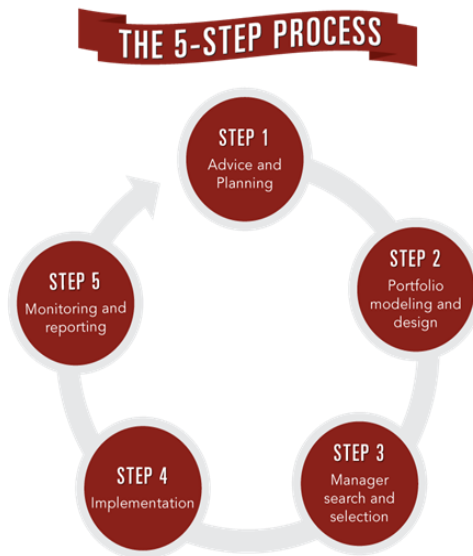 THE 5-STEP PROCESS
STEP 1
Advice and
Planning
STEP 2
Portfolio
modeling and
design
STEP 3
Manager
search and
selection
STEP 4
Implementation
STEP 5
Monitoring and
reporting